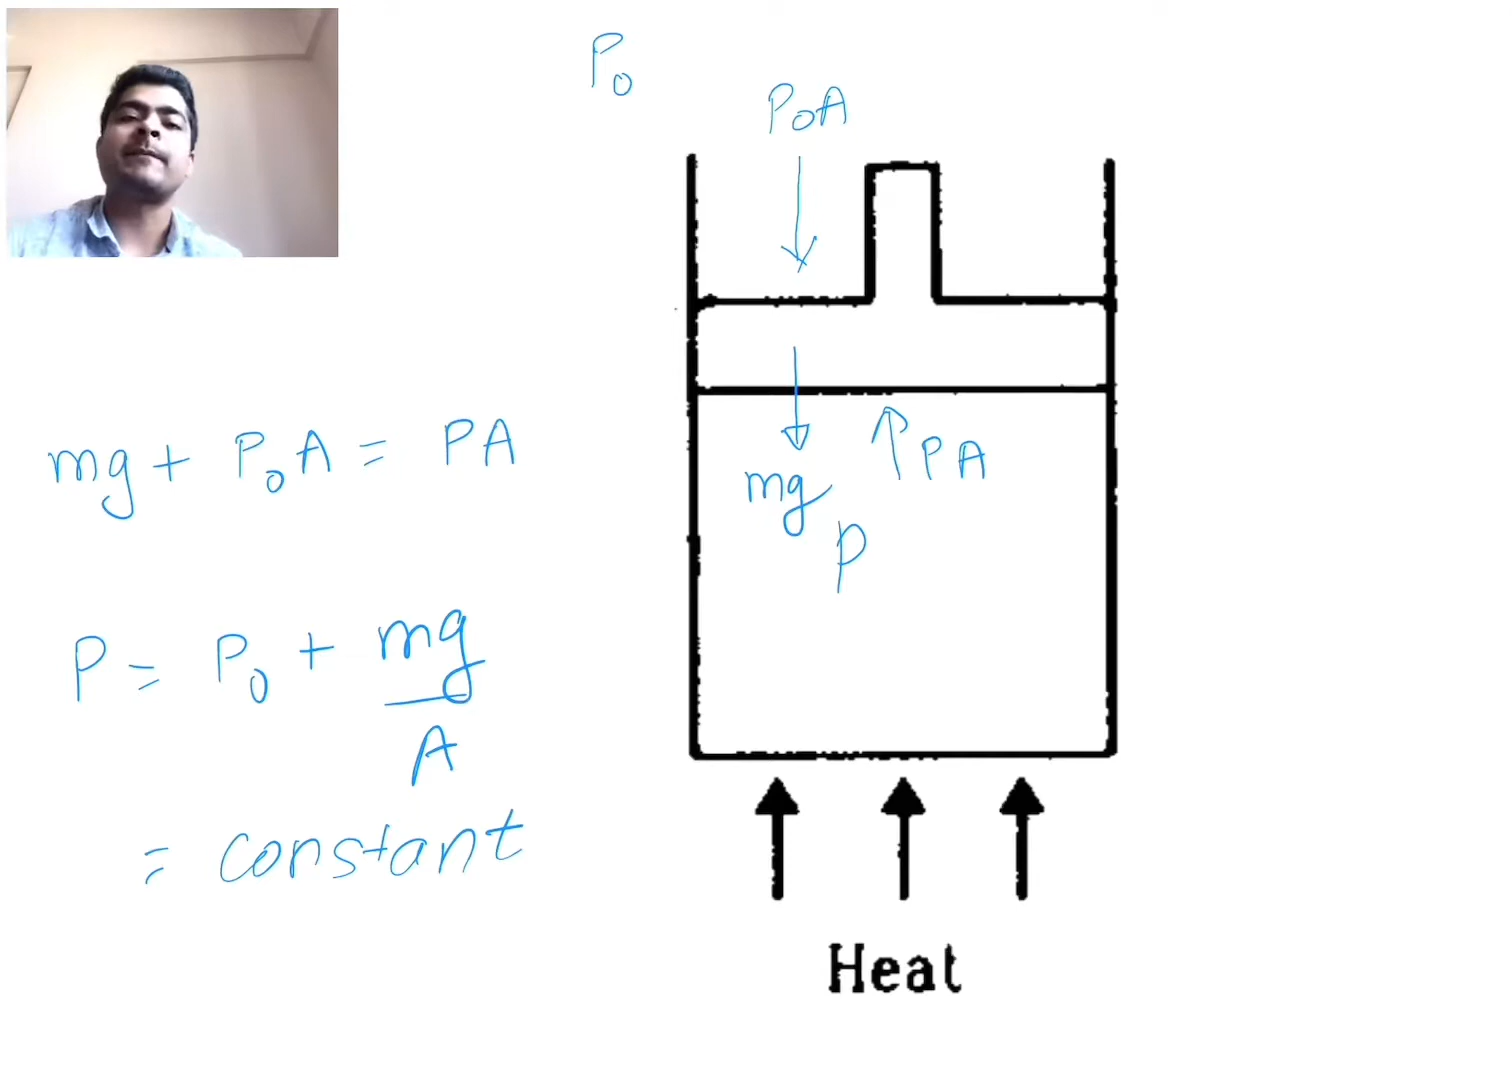 P₀
P₀A
mg + P₀A = PA
PA
mg
P
P = P₀ + mg/A
= constant
Heat